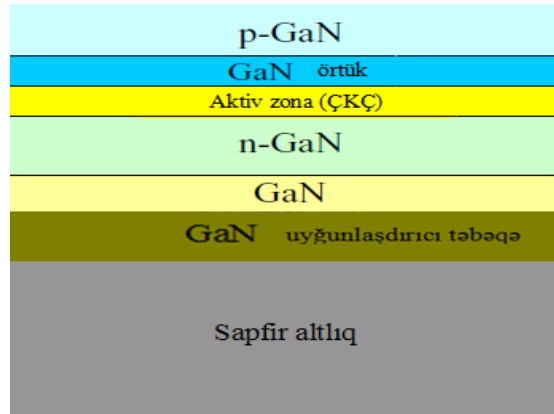 p-GaN
GaN örtük
Aktiv zona (ÇKÇ)
n-GaN
GaN
GaN uyğunlaşdırıcı təbəqə
Sapfir altlıq